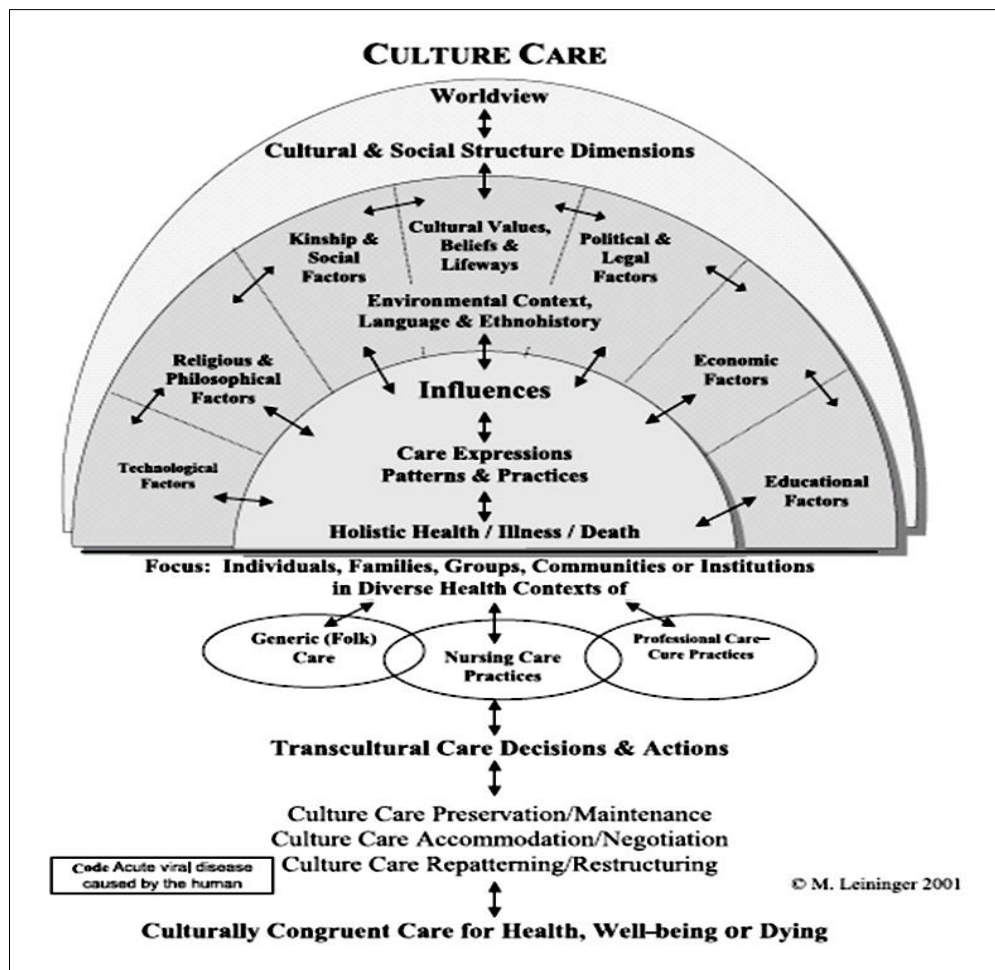 CULTURE CARE
Worldview
Cultural & Social Structure Dimensions
Kinship &
Social
Factors
Cultural Values,
Beliefs &
Lifeways
Political &
Legal
Factors
Environmental Context,
Language & Ethnohistory
Religious &
Philosophical
Factors
Economic
Factors
Influences
Care Expressions
Patterns & Practices
Technological
Factors
Educational
Factors
Holistic Health / Illness / Death
Focus: Individuals, Families, Groups, Communities or Institutions
in Diverse Health Contexts of
Generic (Folk)
Care
Nursing Care
Practices
Professional Care–
Cure Practices
Transcultural Care Decisions & Actions
Culture Care Preservation/Maintenance
Culture Care Accommodation/Negotiation
Culture Care Repatterning/Restructuring
Code Acute viral disease
caused by the human
© M. Leininger 2001
Culturally Congruent Care for Health, Well–being or Dying